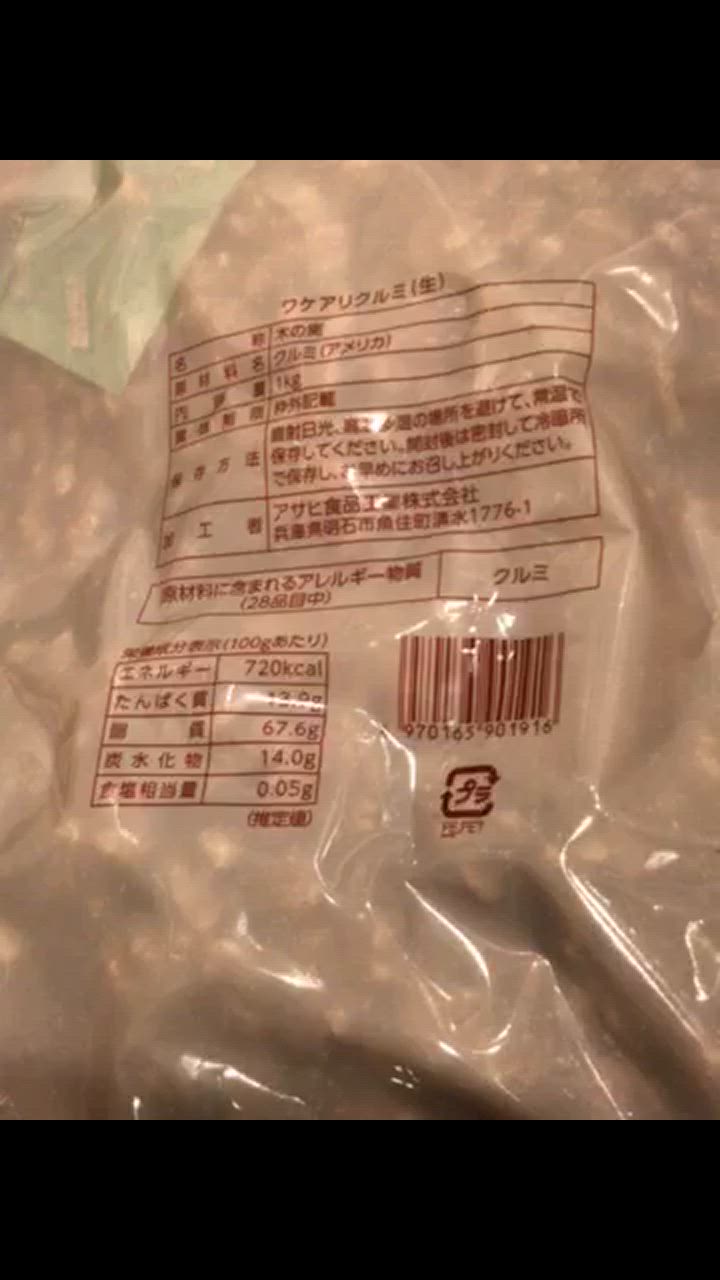 ワケアリクルミ(生)
名 称 木の実
原 材 料 名 クルミ(アメリカ)
内 容 量 1kg
賞 味 期 限 枠外記載
保 存 方 法 直射日光、高温多湿の場所を避けて、常温で
保存してください。開封後は密封して冷暗所
で保存し、お早めにお召し上がりください。
加 工 者 アサヒ食品工業株式会社
兵庫県明石市魚住町清水1776-1
原材料に含まれるアレルギー物質
(28品目中)
クルミ
栄養成分表示(100gあたり)
エネルギー 720kcal
たんぱく質 13.9g
脂 質 67.6g
炭 水 化 物 14.0g
食塩相当量 0.05g
(推定値)
970165 901916
プラ